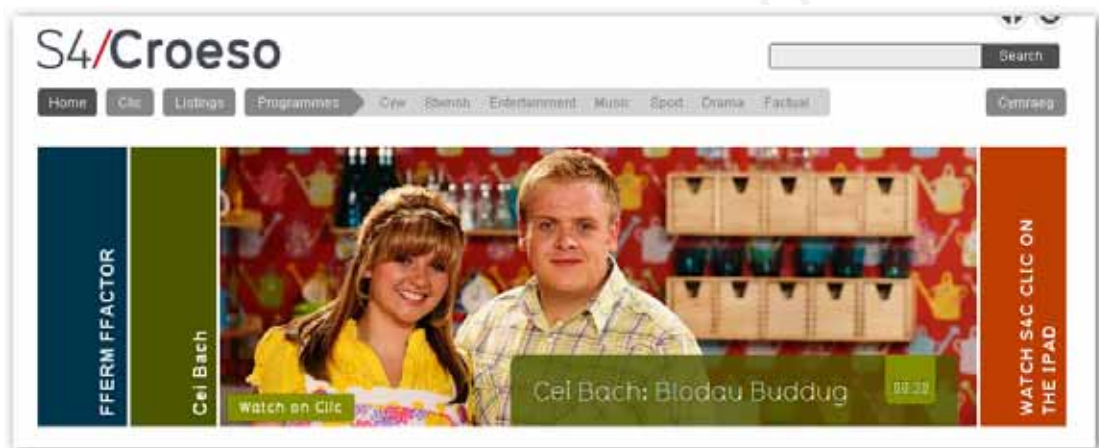 S4/Croeso
Search
Home Clic Listings Programmes Cyw Stwnsh Entertainment Music Sport Drama Factual Cymraeg
FFERM FFACTOR
Cei Bach
Watch on Clic
Cei Bach: Blodau Buddug
WATCH S4C CLIC ON
THE IPAD